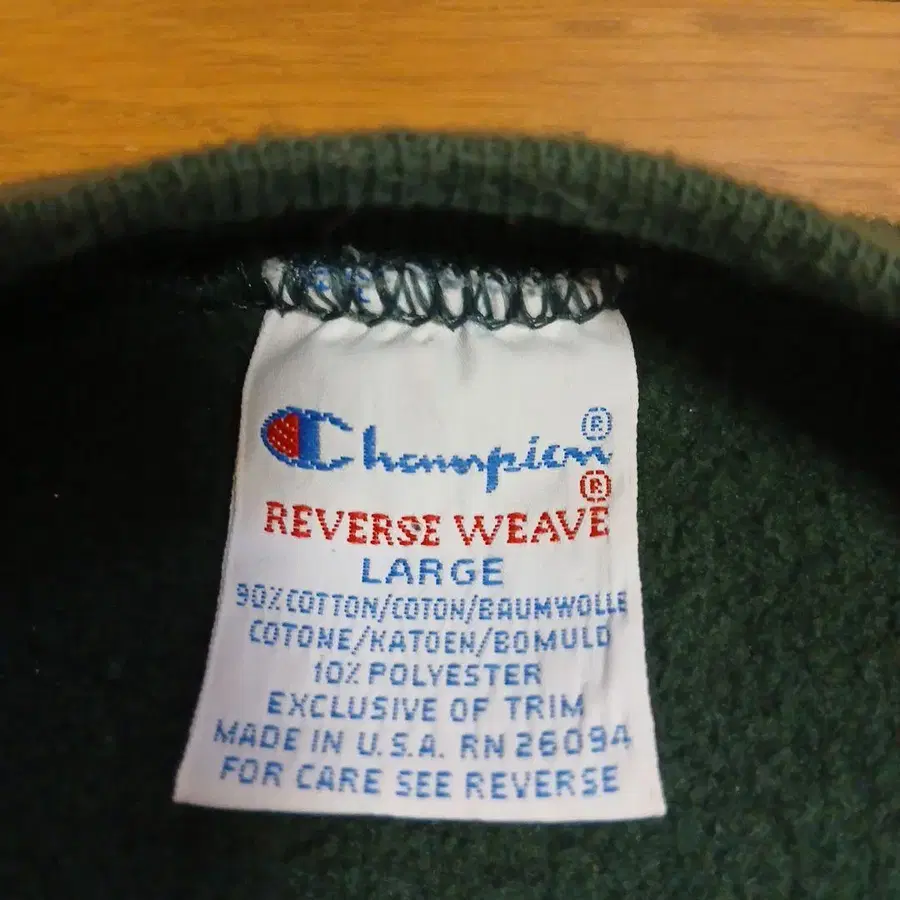 Champion®
REVERSE WEAVE®
LARGE
90% COTTON/COTON/BAUMWOLLE
COTONE/KATOEN/BOMULD
10% POLYESTER
EXCLUSIVE OF TRIM
MADE IN U.S.A. RN 26094
FOR CARE SEE REVERSE